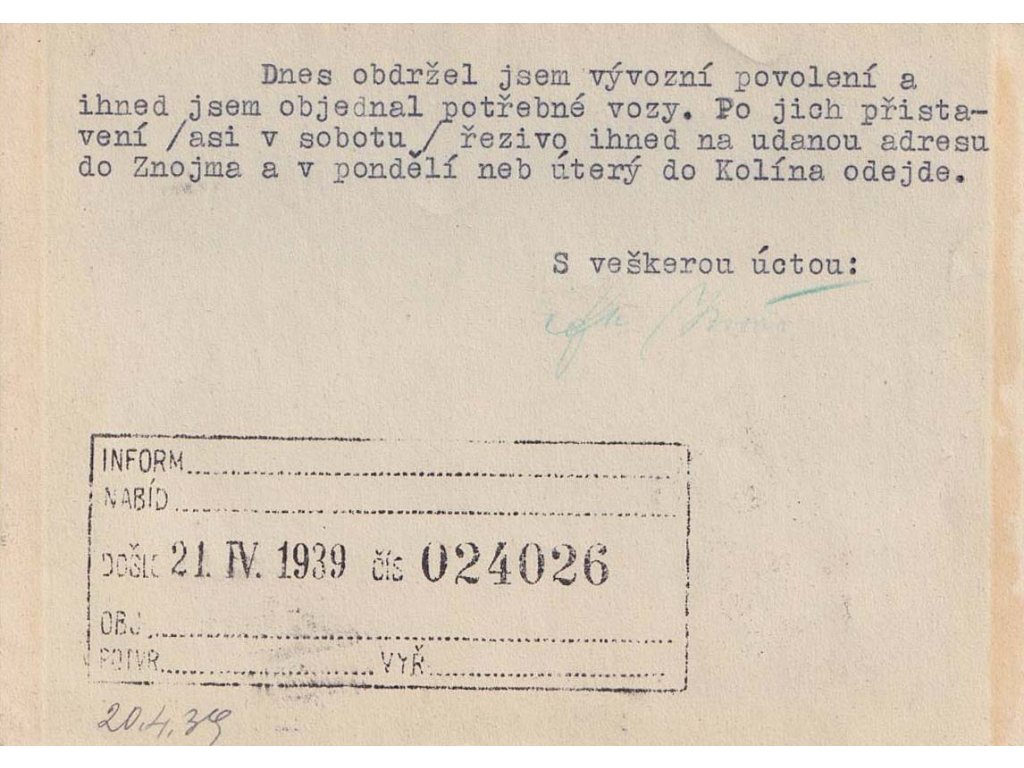 Dnes obdržel jsem vývozní povolení a
ihned jsem objednal potřebné vozy. Po jich přista-
vení /asi v sobotu/ řezivo ihned na udanou adresu
do Znojma a v pondělí neb úterý do Kolína odejde.
S veškerou úctou:
INFORM
NABÍD
DOŠLO 21. IV. 1939 čís 024026
OBJ
POTVR. VYŘ.
20.4.39